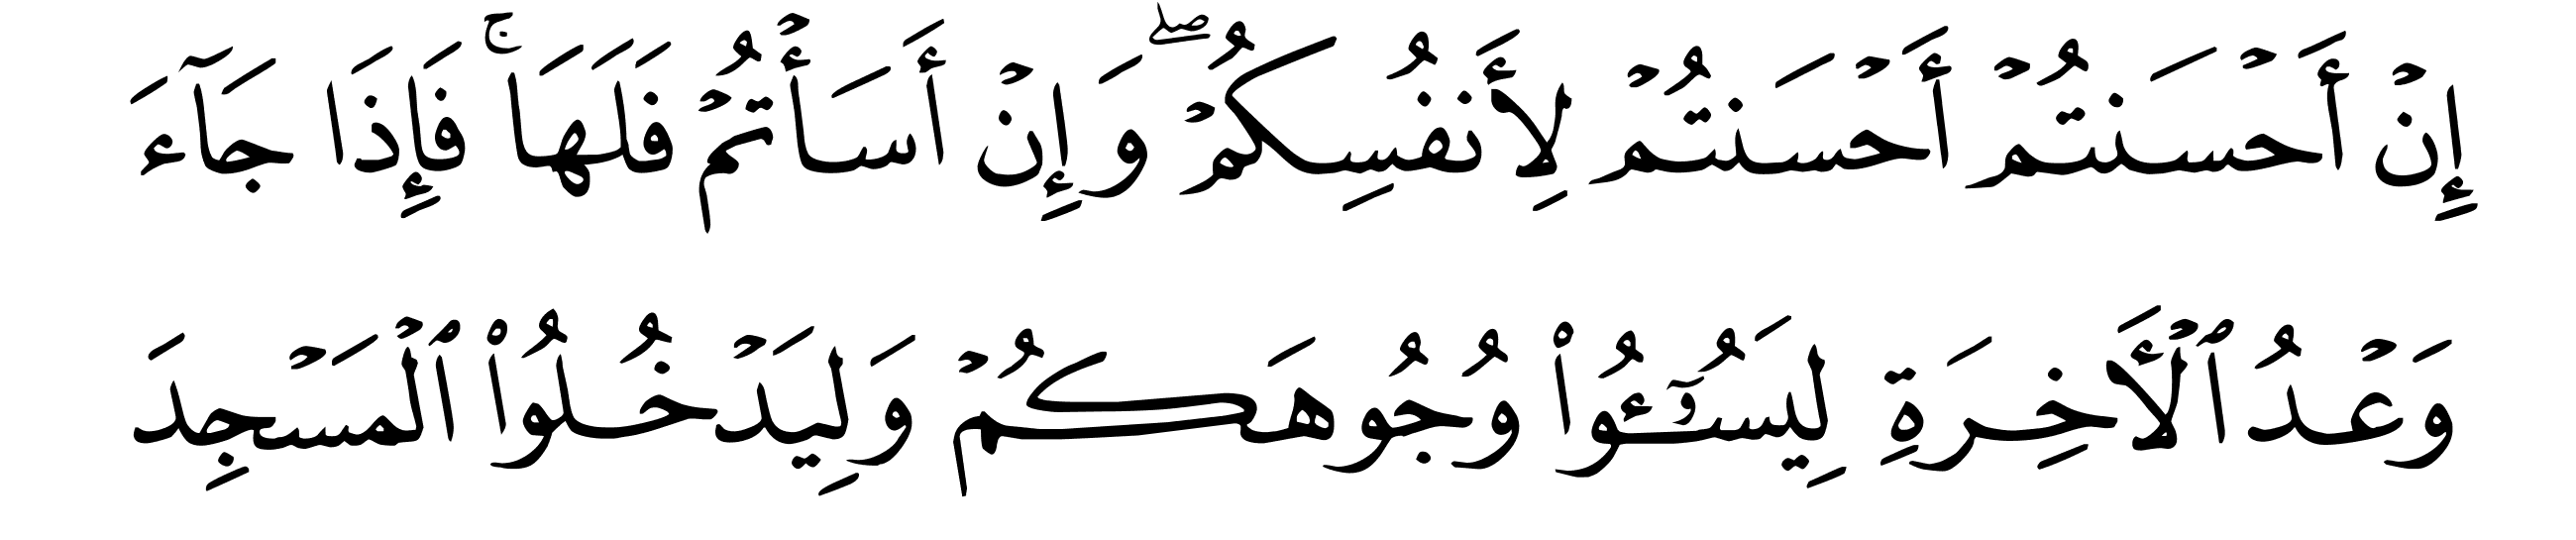 إِنۡ أَحۡسَنتُمۡ أَحۡسَنتُمۡ لِأَنفُسِكُمۡۖ وَإِنۡ أَسَأۡتُمۡ فَلَهَاۚ فَإِذَا جَآءَ
وَعۡدُ ٱلۡأَخِرَةِ لِيَسُـُٔۥٓواْ وُجُوهَكُمۡ وَلِيَدۡخُلُواْ ٱلۡمَسۡجِدَ